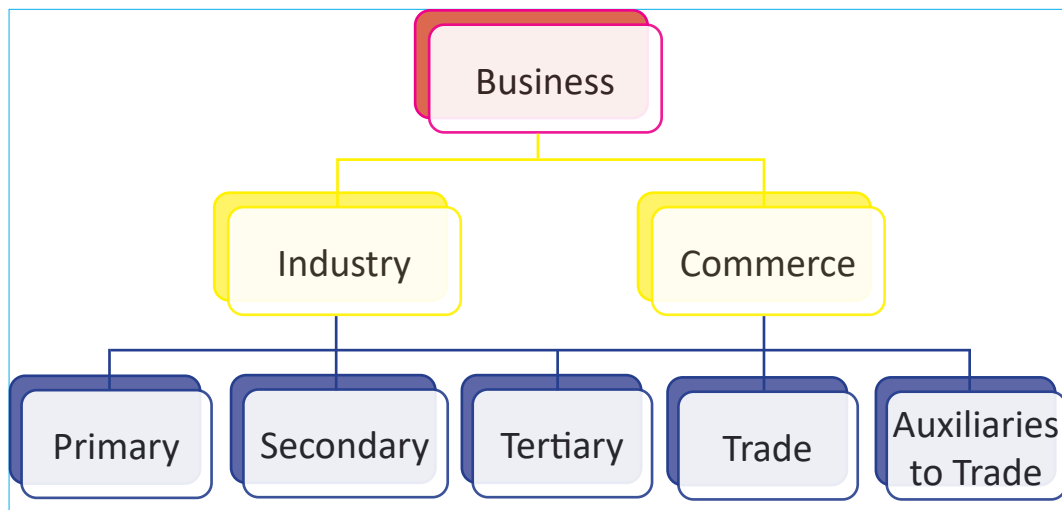 Business
Industry
Commerce
Primary
Secondary
Tertiary
Trade
Auxiliaries
to Trade